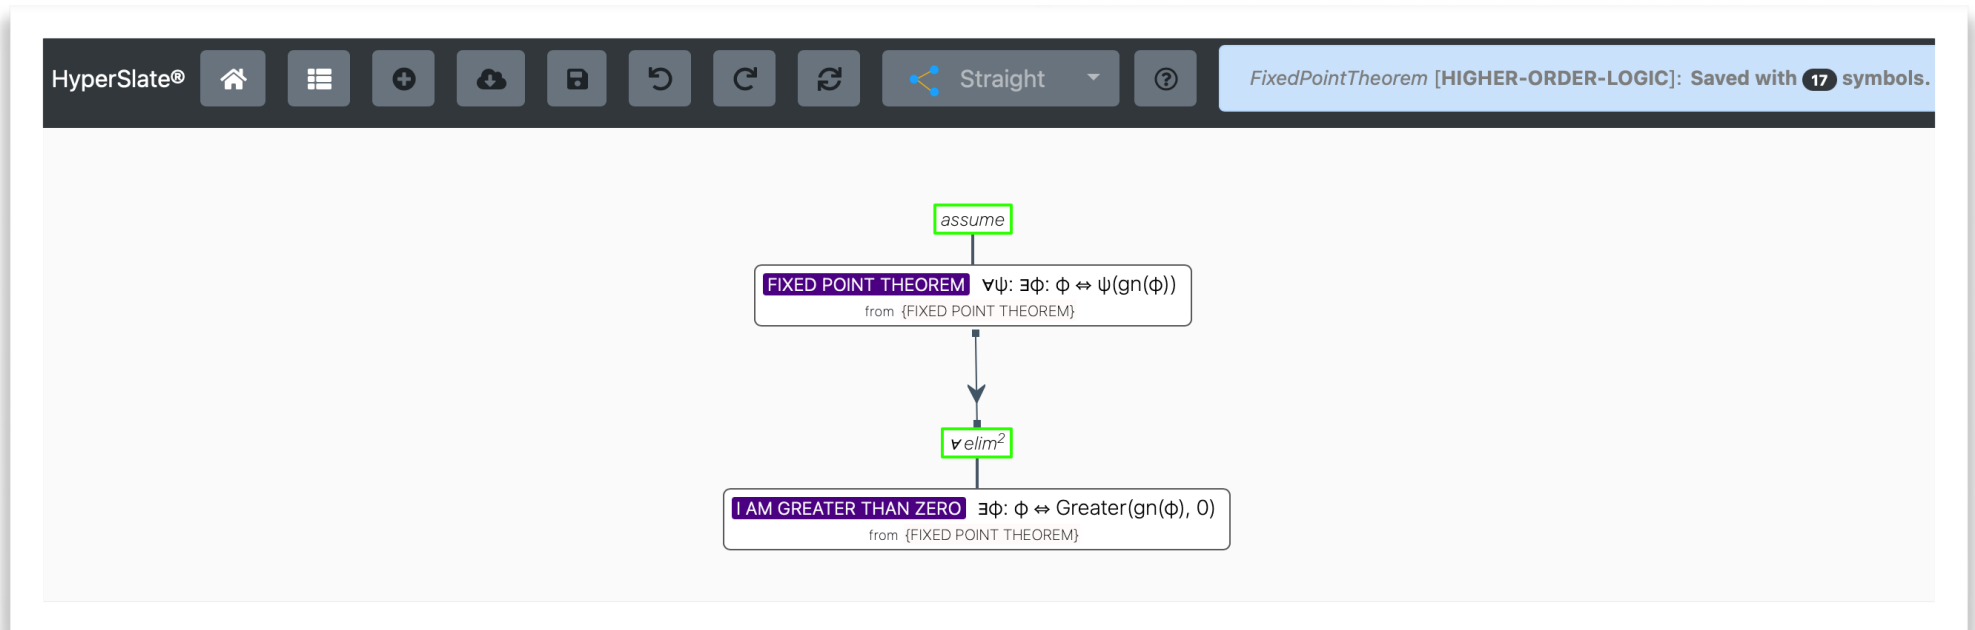 HyperSlate® Straight FixedPointTheorem [HIGHER-ORDER-LOGIC]: Saved with 17 symbols.
assume
FIXED POINT THEOREM ∀ψ: ∃ϕ: ϕ ⇔ ψ(gn(ϕ))
from {FIXED POINT THEOREM}
∀ elim²
I AM GREATER THAN ZERO ∃ϕ: ϕ ⇔ Greater(gn(ϕ), 0)
from {FIXED POINT THEOREM}